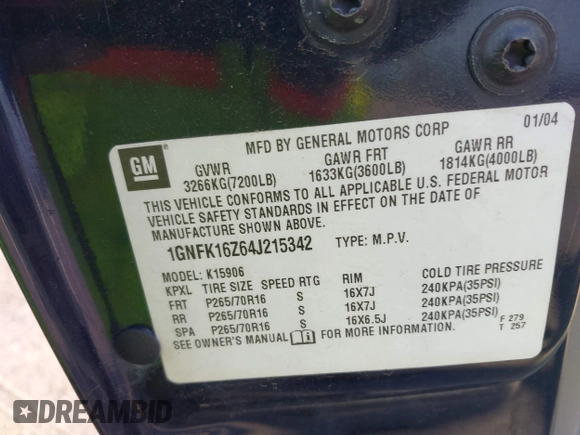 MFD BY GENERAL MOTORS CORP 01/04
GM
GVWR GAWR FRT GAWR RR
3266KG(7200LB) 1633KG(3600LB) 1814KG(4000LB)
THIS VEHICLE CONFORMS TO ALL APPLICABLE U.S. FEDERAL MOTOR
VEHICLE SAFETY STANDARDS IN EFFECT ON THE DATE OF
MANUFACTURE SHOWN ABOVE.
1GNFK16Z64J215342 TYPE: M.P.V.
MODEL: K15906
KPXL TIRE SIZE SPEED RTG RIM COLD TIRE PRESSURE
FRT P265/70R16 S 16X7J 240KPA(35PSI)
RR P265/70R16 S 16X7J 240KPA(35PSI)
SPA P265/70R16 S 16X6.5J 240KPA(35PSI)
SEE OWNER'S MANUAL FOR MORE INFORMATION.
F 279
T 257
DREAMBID